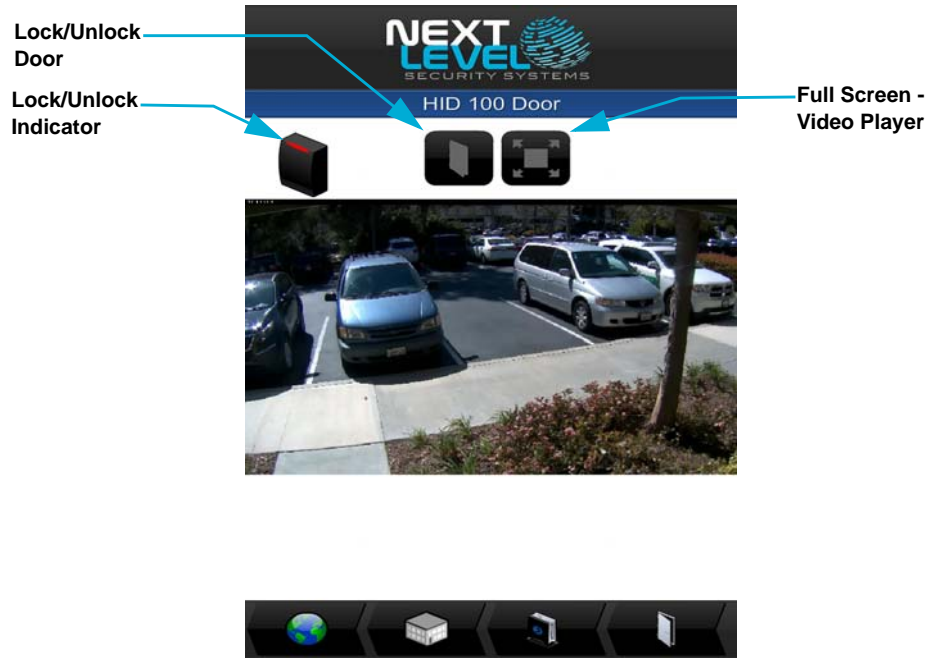 Lock/Unlock
Door
Lock/Unlock
Indicator
NEXT
LEVEL
SECURITY SYSTEMS
HID 100 Door
Full Screen -
Video Player